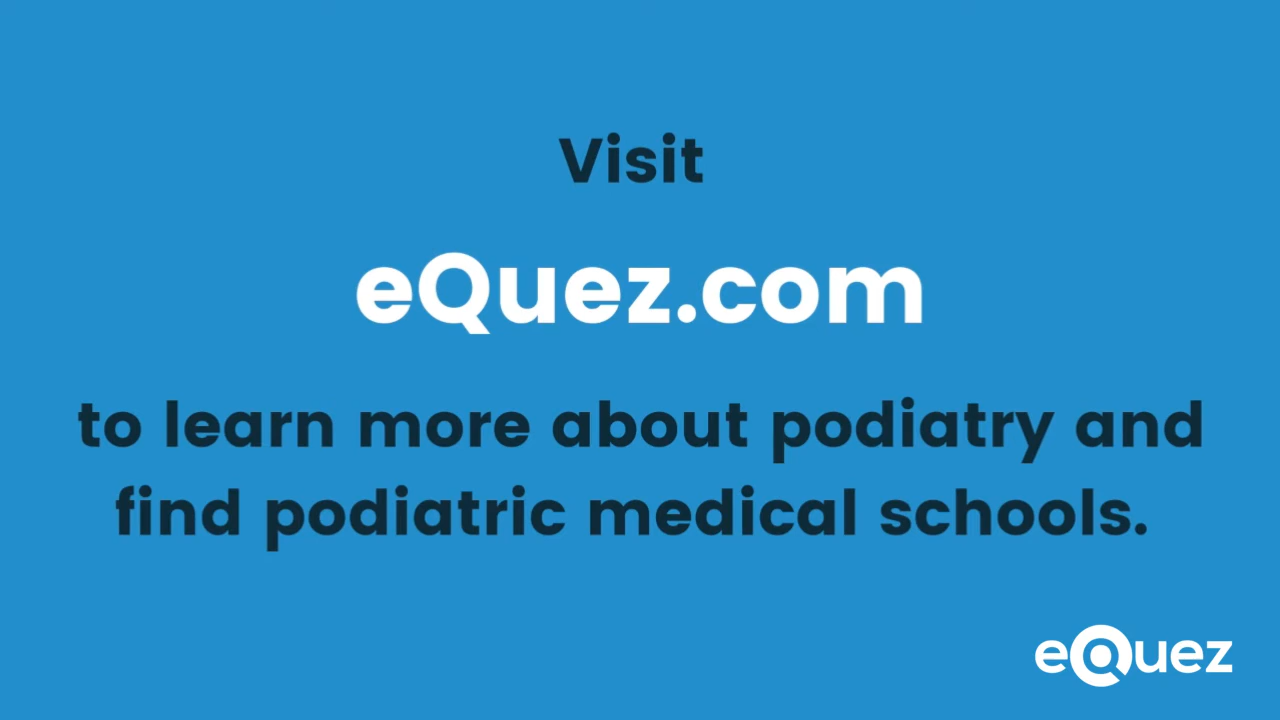 Visit
eQuez.com
to learn more about podiatry and
find podiatric medical schools.
eQuez